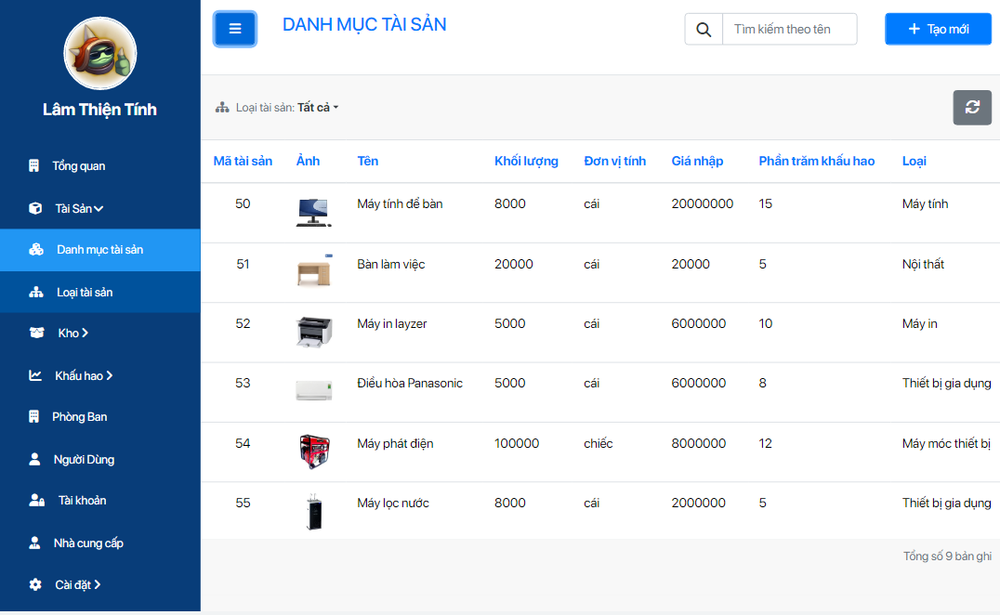 DANH MỤC TÀI SẢN
Tìm kiếm theo tên
Tạo mới
Lâm Thiện Tính
Tổng quan
Tài Sản
Danh mục tài sản
Loại tài sản
Kho
Khấu hao
Phòng Ban
Người Dùng
Tài khoản
Nhà cung cấp
Cài đặt
Loại tài sản: Tất cả
Mã tài sản Ảnh Tên Khối lượng Đơn vị tính Giá nhập Phần trăm khấu hao Loại
50 Máy tính để bàn 8000 cái 20000000 15 Máy tính
51 Bàn làm việc 20000 cái 20000 5 Nội thất
52 Máy in layzer 5000 cái 6000000 10 Máy in
53 Điều hòa Panasonic 5000 cái 6000000 8 Thiết bị gia dụng
54 Máy phát điện 100000 chiếc 8000000 12 Máy móc thiết bị
55 Máy lọc nước 8000 cái 2000000 5 Thiết bị gia dụng
Tổng số 9 bản ghi